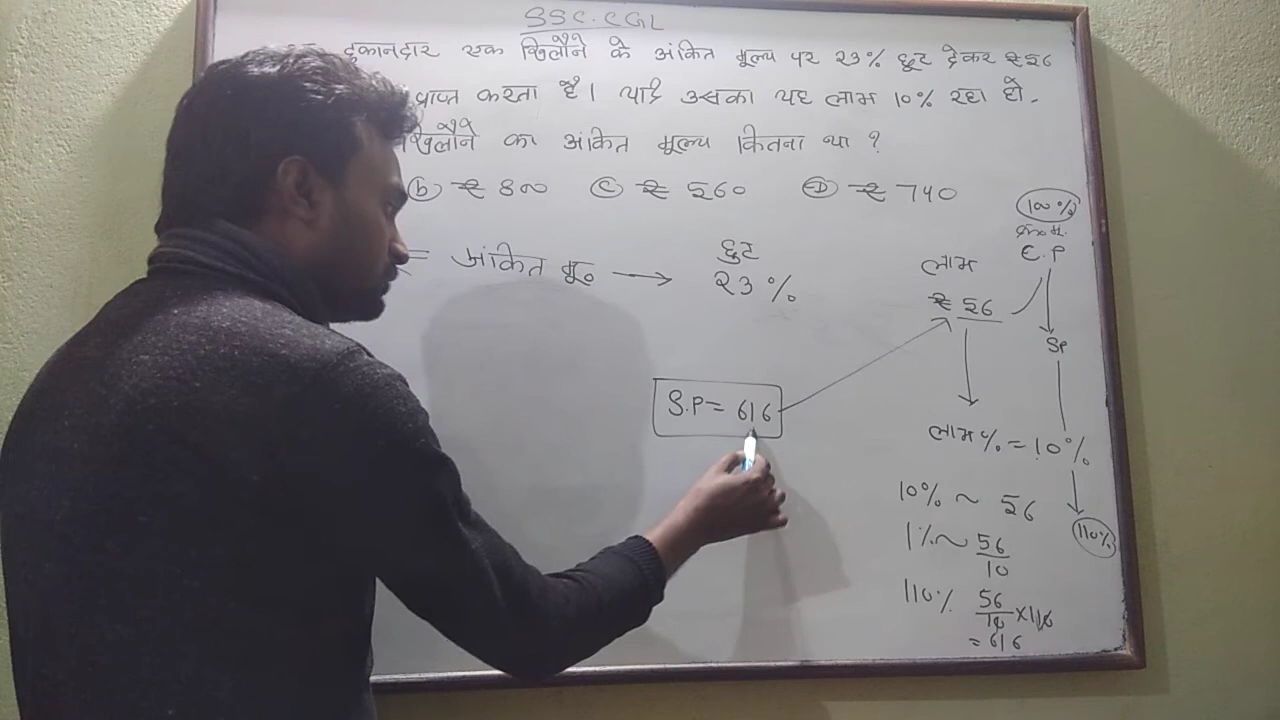 SSC.CGL
दुकानदार एक खिलौने के अंकित मूल्य पर 23% छूट देकर ₹56
प्राप्त करता है। यदि उसका यह लाभ 10% रहा हो.
खिलौने का अंकित मूल्य कितना था ?
(b) ₹ 800 (c) ₹ 560 (D) ₹ 740
= अंकित मू० → छूट 23%
लाभ ₹ 56
100%
C.P
SP
S.P = 616
लाभ% = 10%
110%
10% ~ 56
1% ~ 56/10
110% 56/10 × 110
= 616